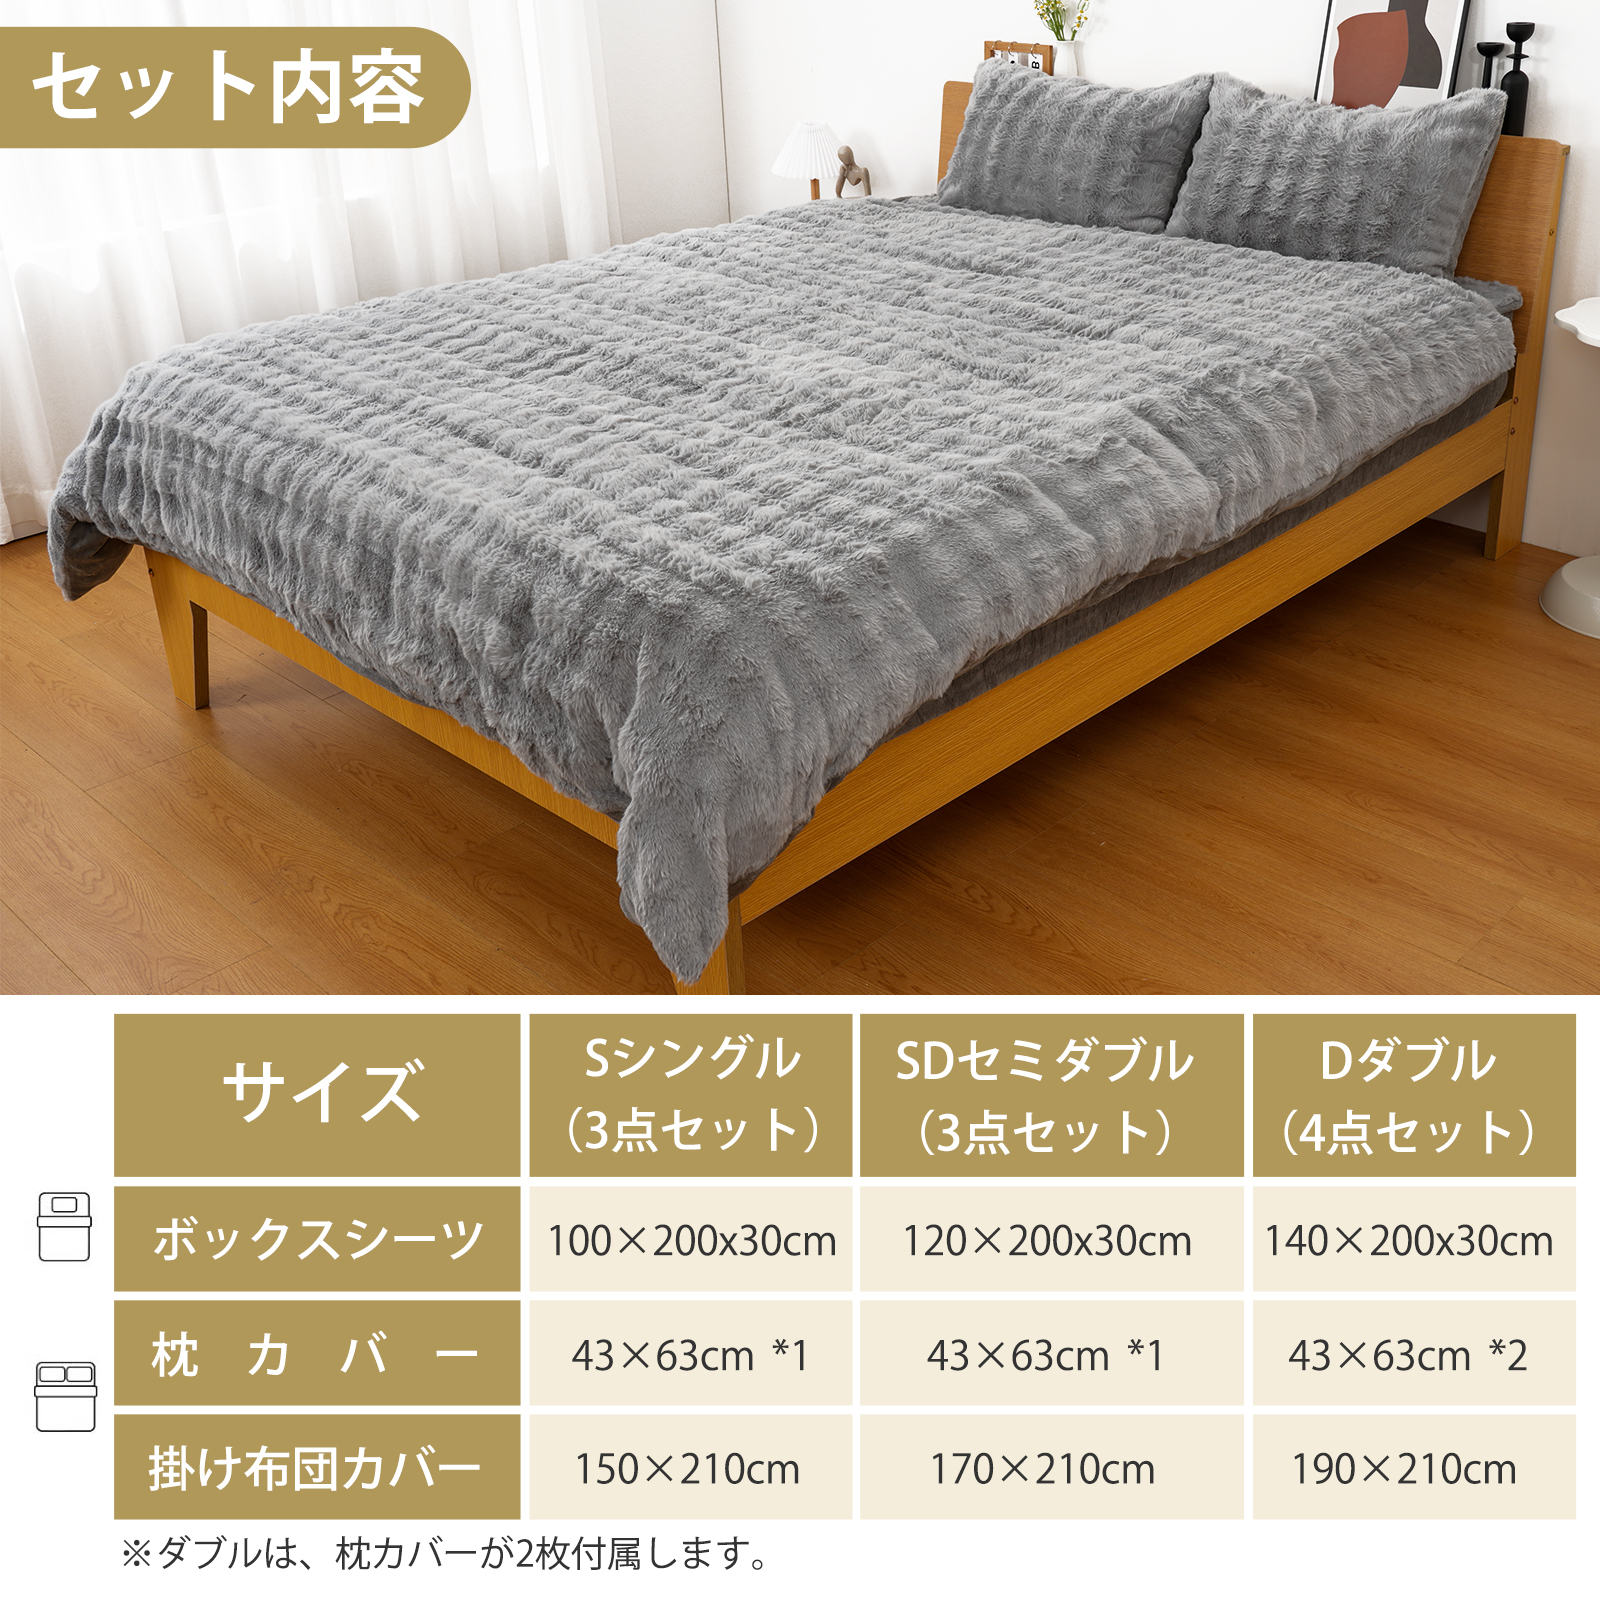 セット内容
サイズ
Sシングル
（3点セット）
SDセミダブル
（3点セット）
Dダブル
（4点セット）
ボックスシーツ
100×200x30cm
120×200x30cm
140×200x30cm
枕カバー
43×63cm *1
43×63cm *1
43×63cm *2
掛け布団カバー
150×210cm
170×210cm
190×210cm
※ダブルは、枕カバーが2枚付属します。